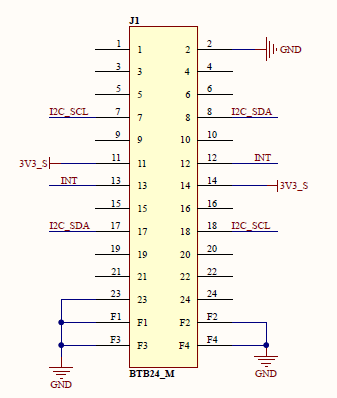 J1
1 1 2 2 GND
3 3 4 4
5 5 6 6
I2C_SCL 7 7 8 8 I2C_SDA
9 9 10 10
3V3_S 11 11 12 12 INT
INT 13 13 14 14 3V3_S
15 15 16 16
I2C_SDA 17 17 18 18 I2C_SCL
19 19 20 20
21 21 22 22
23 23 24 24
F1 F1 F2 F2
F3 F3 F4 F4
GND BTB24_M GND